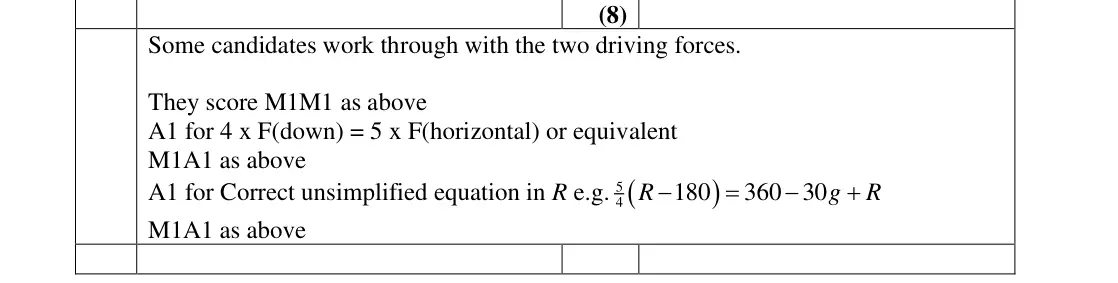 (8)
Some candidates work through with the two driving forces.
They score M1M1 as above
A1 for 4 x F(down) = 5 x F(horizontal) or equivalent
M1A1 as above
A1 for Correct unsimplified equation in R e.g. 5/4(R−180)=360−30g+R
M1A1 as above